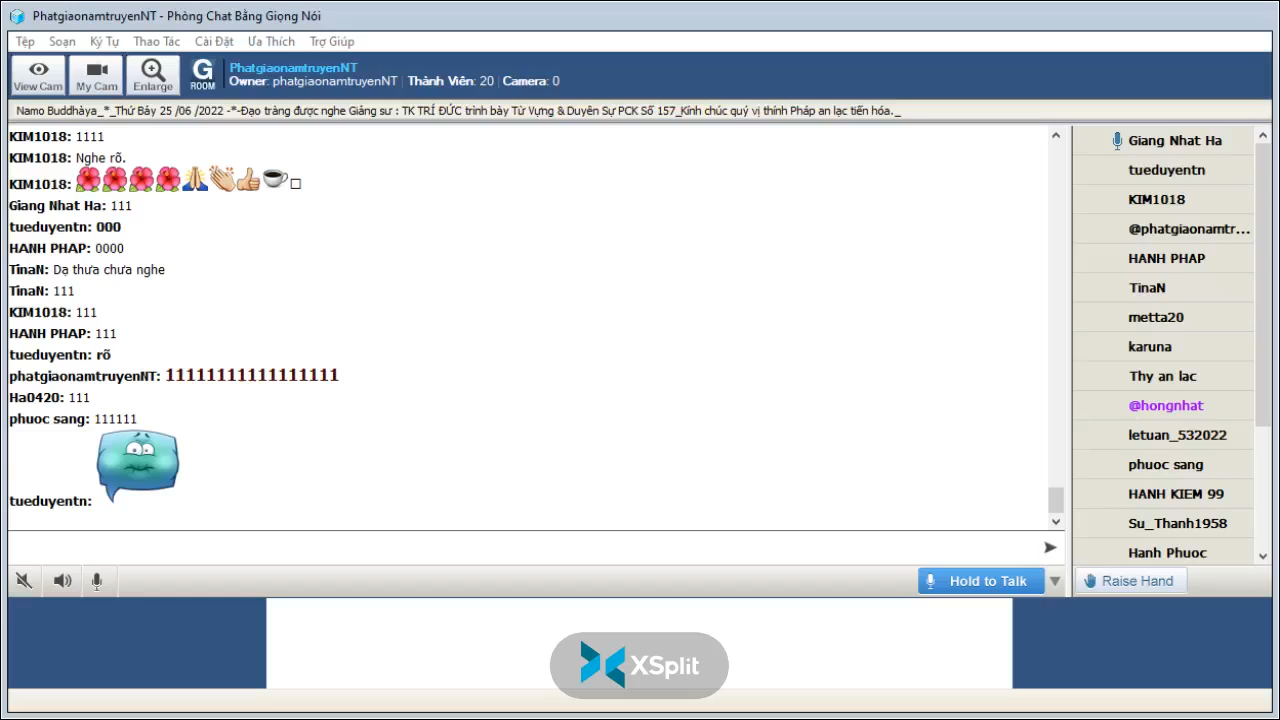 PhatgiaonamtruyenNT - Phòng Chat Bằng Giọng Nói
Tệp Soạn Ký Tự Thao Tác Cài Đặt Ưa Thích Trợ Giúp
View Cam My Cam Enlarge G ROOM
PhatgiaonamtruyenNT
Owner: phatgiaonamtruyenNT Thành Viên: 20 Camera: 0
Namo Buddhàya_*_Thứ Bảy 25 /06 /2022 -*-Đạo tràng được nghe Giảng sư : TK TRÍ ĐỨC trình bày Từ Vựng & Duyên Sự PCK Số 157_Kính chúc quý vị thính Pháp an lạc tiến hóa._
KIM1018: 1111
KIM1018: Nghe rõ.
KIM1018:
Giang Nhat Ha: 111
tueduyentn: 000
HANH PHAP: 0000
TinaN: Dạ thưa chưa nghe
TinaN: 111
KIM1018: 111
HANH PHAP: 111
tueduyentn: rõ
phatgiaonamtruyenNT: 11111111111111111
Ha0420: 111
phuoc sang: 111111
tueduyentn:
Giang Nhat Ha
tueduyentn
KIM1018
@phatgiaonamtr...
HANH PHAP
TinaN
metta20
karuna
Thy an lac
@hongnhat
letuan_532022
phuoc sang
HANH KIEM 99
Su_Thanh1958
Hanh Phuoc
Hold to Talk
Raise Hand
XSplit